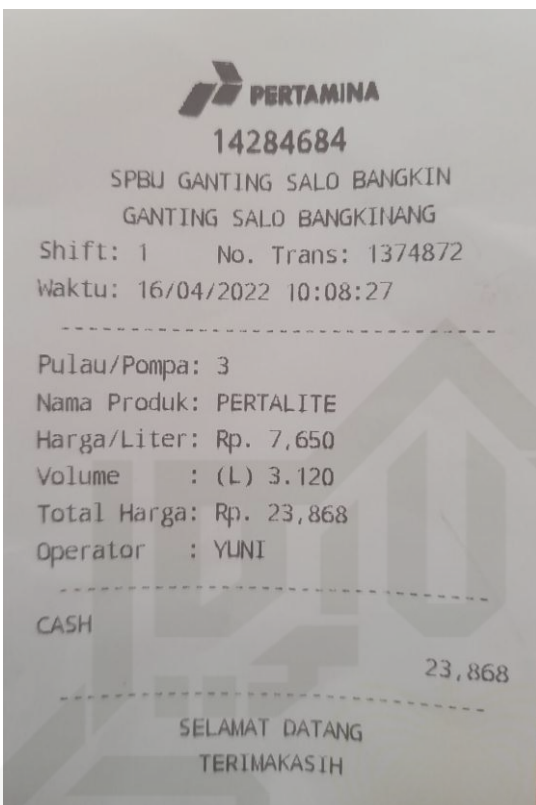 PERTAMINA
14284684
SPBU GANTING SALO BANGKIN
GANTING SALO BANGKINANG
Shift: 1 No. Trans: 1374872
Waktu: 16/04/2022 10:08:27
Pulau/Pompa: 3
Nama Produk: PERTALITE
Harga/Liter: Rp. 7,650
Volume : (L) 3.120
Total Harga: Rp. 23,868
Operator : YUNI
CASH
23,868
SELAMAT DATANG
TERIMAKASIH